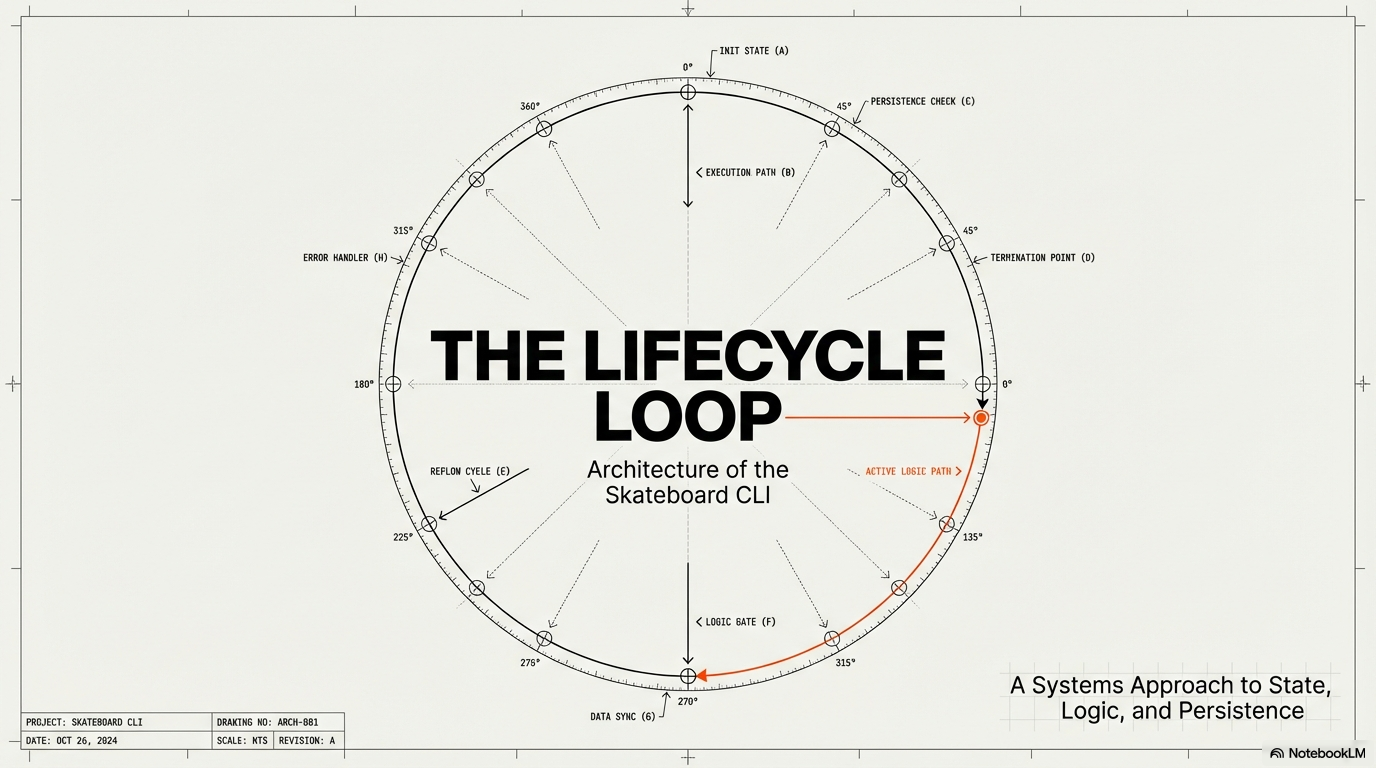 INIT STATE (A)
0°
360°
45°
PERSISTENCE CHECK (C)
EXECUTION PATH (B)
315°
45°
ERROR HANDLER (H)
TERMINATION POINT (D)
THE LIFECYCLE
LOOP
180°
0°
Architecture of the
Skateboard CLI
REFLOW CYELE (E)
ACTIVE LOGIC PATH
225°
135°
LOGIC GATE (F)
276°
315°
270°
DATA SYNC (6)
A Systems Approach to State,
Logic, and Persistence
PROJECT: SKATEBOARD CLI
DRAKING NO: ARCH-881
DATE: OCT 26, 2024
SCALE: NTS
REVISION: A
NotebookLM